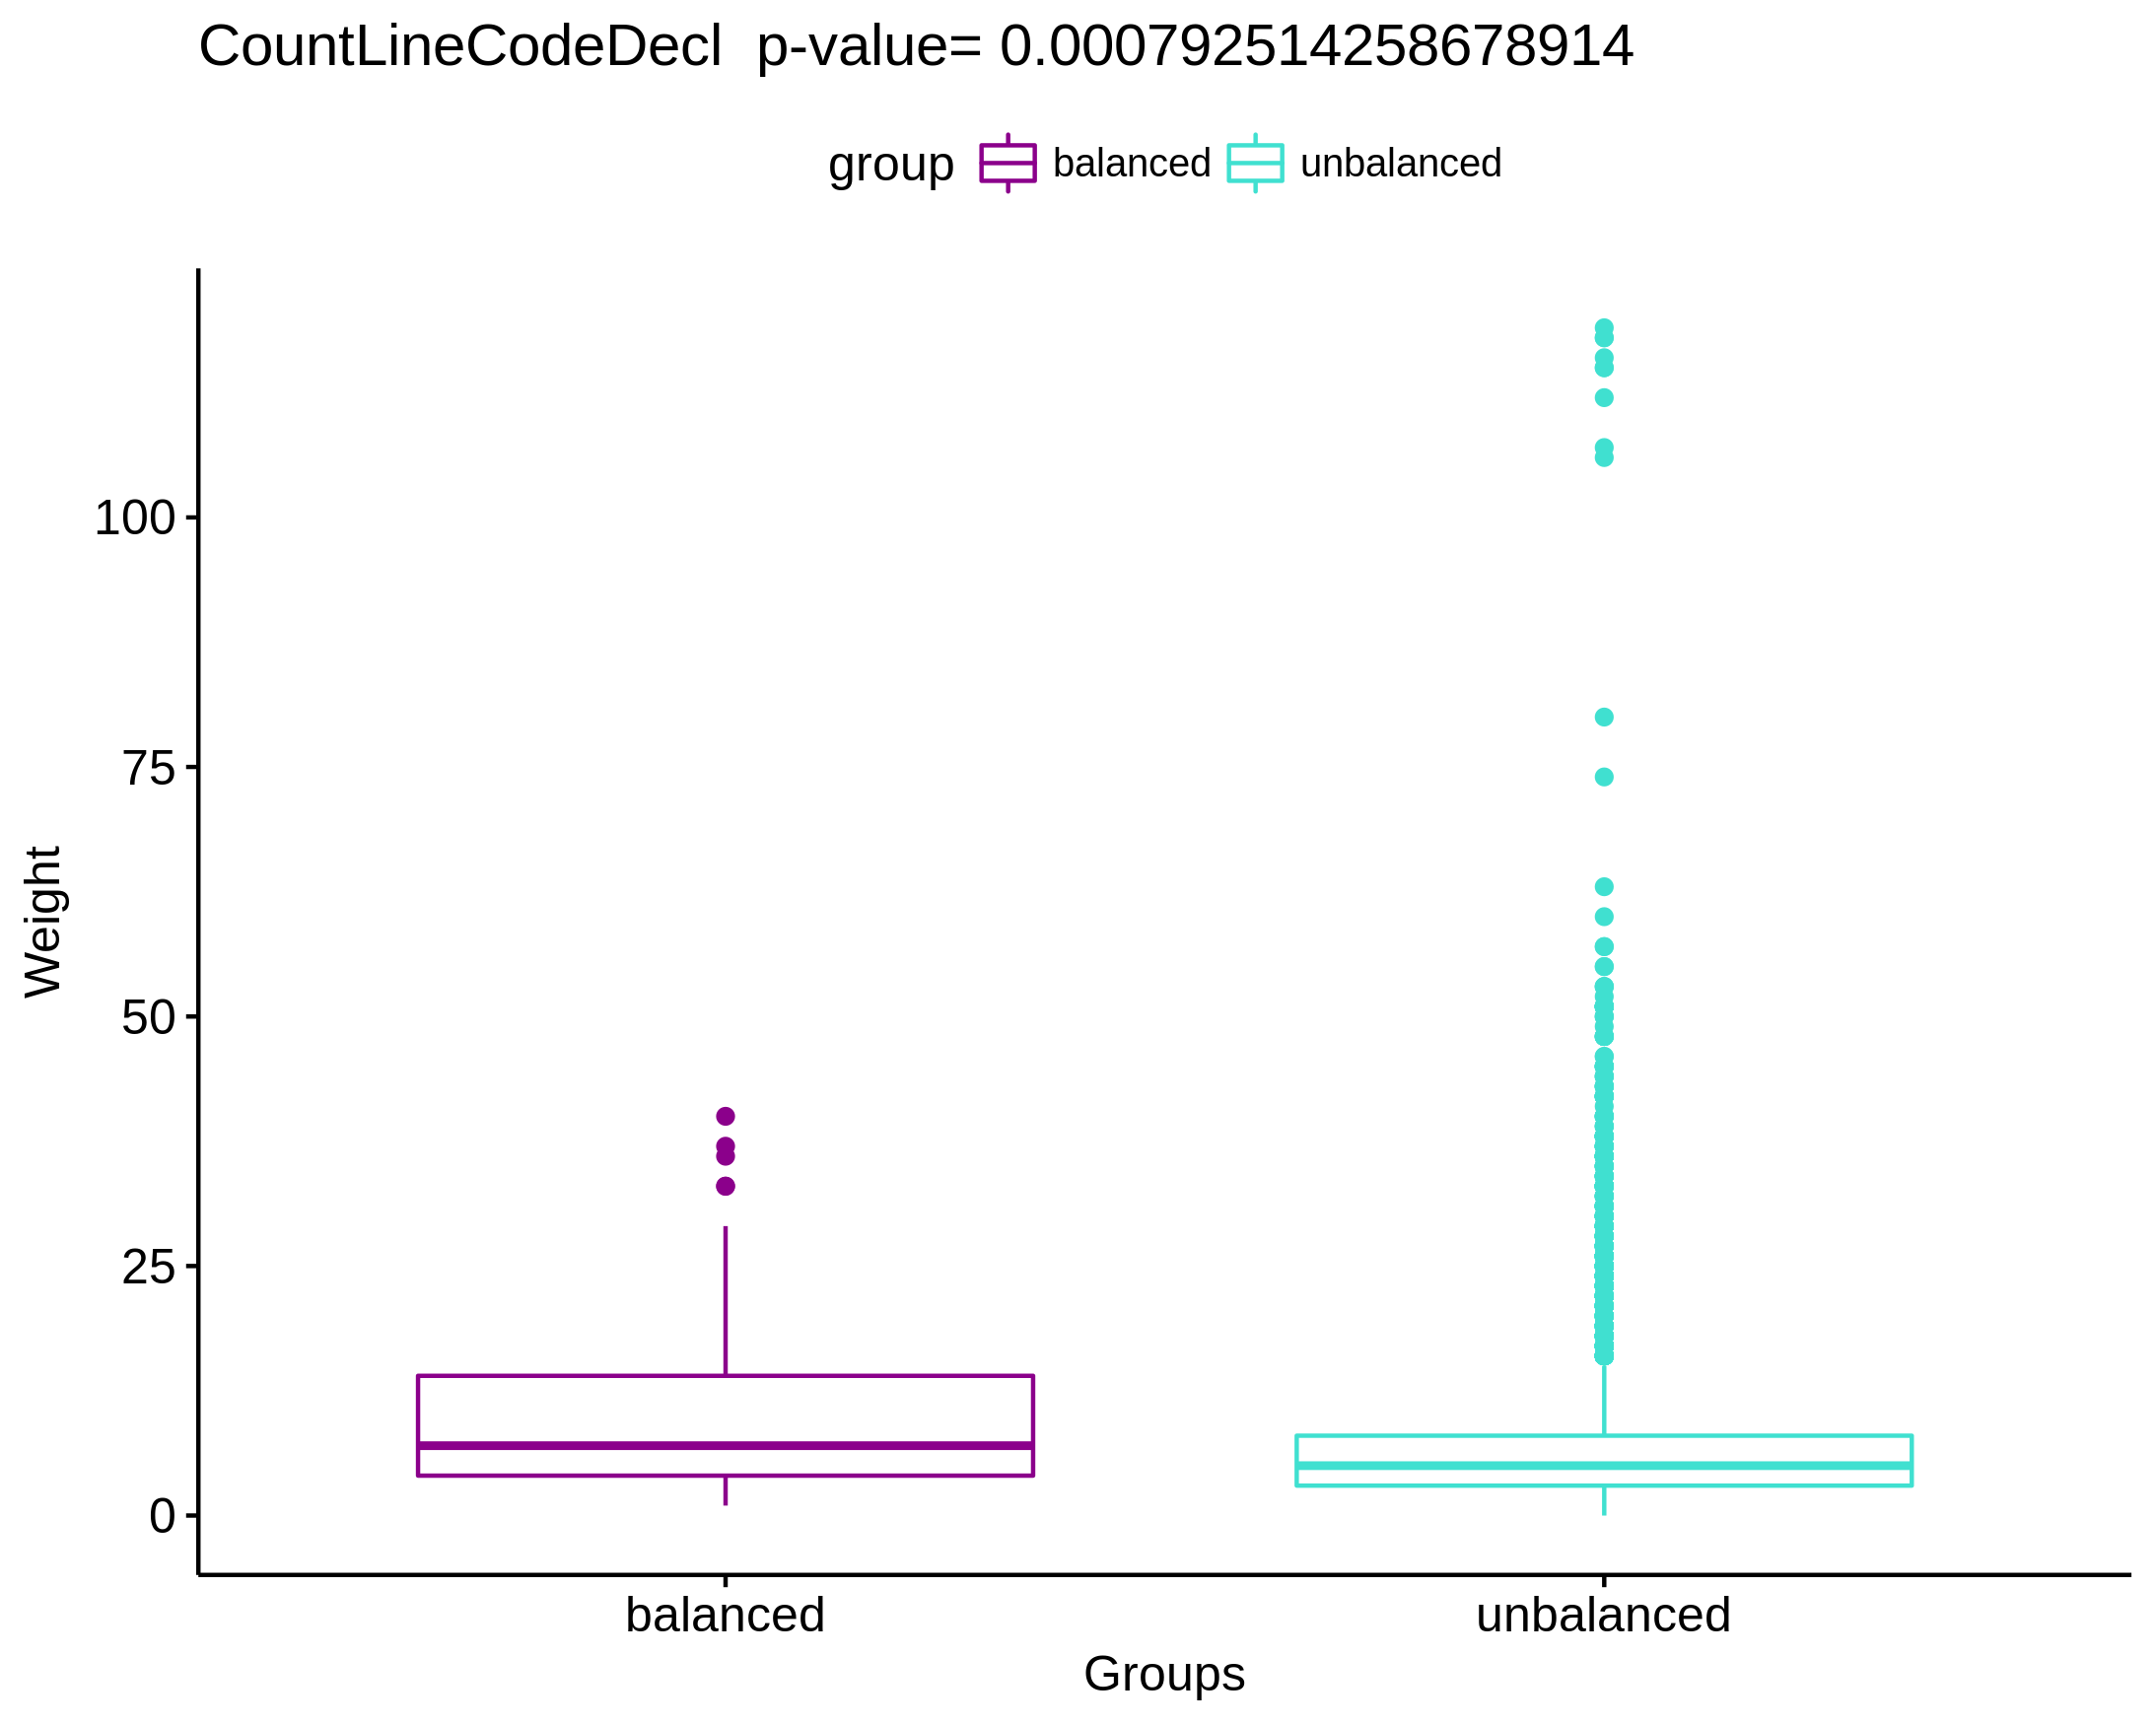 CountLineCodeDecl  p-value= 0.000792514258678914
group balanced unbalanced
100
75
50
25
0
Weight
balanced unbalanced
Groups